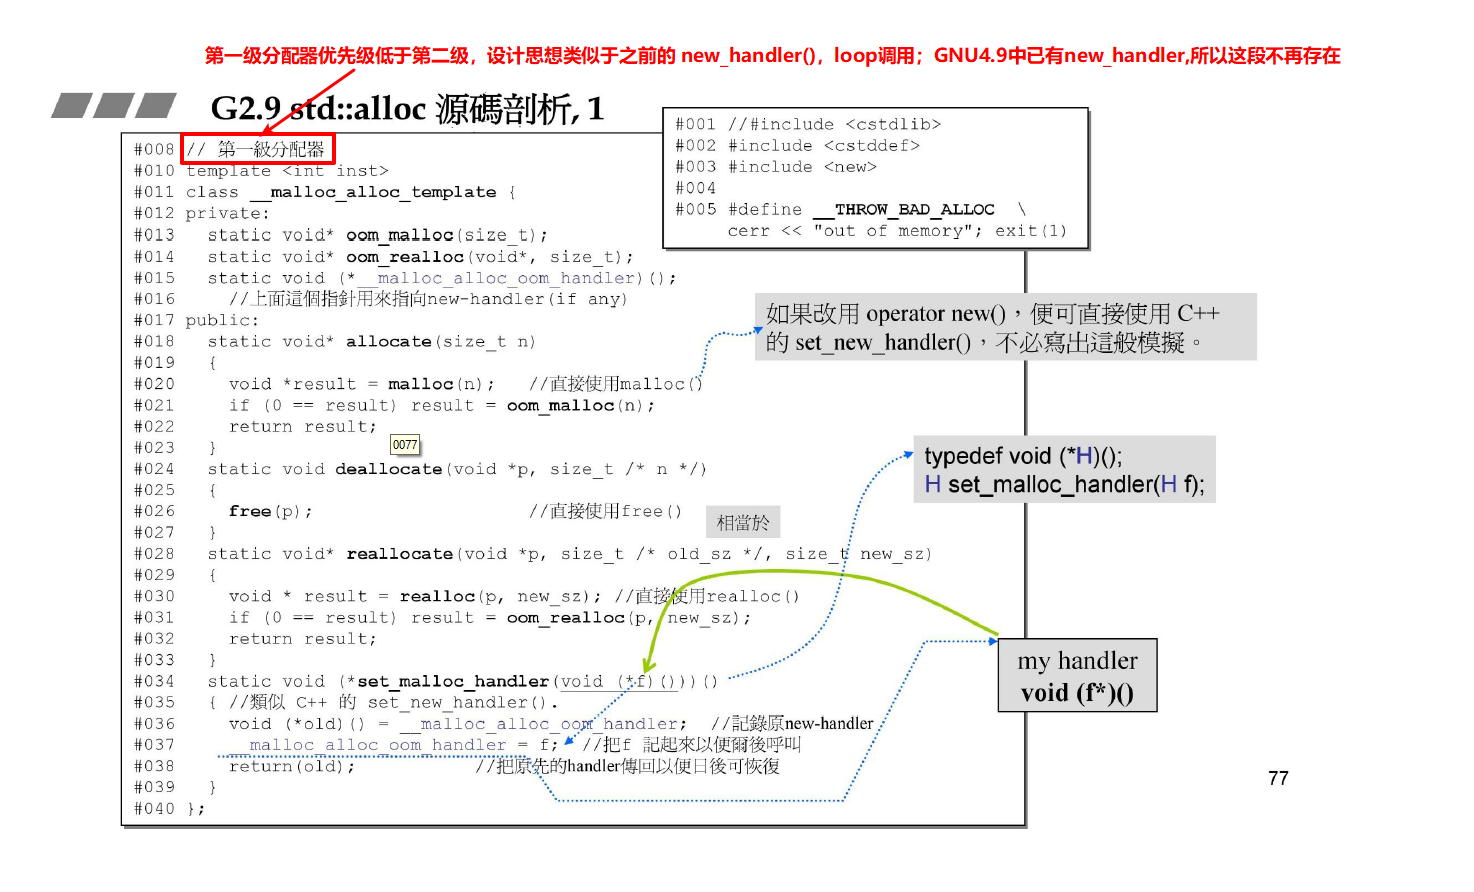 第一级分配器优先级低于第二级，设计思想类似于之前的 new_handler()，loop调用；GNU4.9中已有new_handler,所以这段不再存在
G2.9 std::alloc 源碼剖析, 1
#001 //#include <cstdlib>
#002 #include <cstddef>
#003 #include <new>
#004
#005 #define __THROW_BAD_ALLOC \
cerr << "out of memory"; exit(1)
#008 // 第一級分配器
#010 template <int inst>
#011 class __malloc_alloc_template {
#012 private:
#013 static void* oom_malloc(size_t);
#014 static void* oom_realloc(void*, size_t);
#015 static void (*__malloc_alloc_oom_handler)();
#016 //上面這個指針用來指向new-handler(if any)
#017 public:
#018 static void* allocate(size_t n)
#019 {
#020 void *result = malloc(n); //直接使用malloc()
#021 if (0 == result) result = oom_malloc(n);
#022 return result;
#023 }
#024 static void deallocate(void *p, size_t /* n */)
#025 {
#026 free(p); //直接使用free()
#027 }
#028 static void* reallocate(void *p, size_t /* old_sz */, size_t new_sz)
#029 {
#030 void * result = realloc(p, new_sz); //直接使用realloc()
#031 if (0 == result) result = oom_realloc(p, new_sz);
#032 return result;
#033 }
#034 static void (*set_malloc_handler(void (*f)()))()
#035 { //類似 C++ 的 set_new_handler().
#036 void (*old)() = __malloc_alloc_oom_handler; //記錄原new-handler
#037 __malloc_alloc_oom_handler = f; //把f 記起來以便爾後呼叫
#038 return(old); //把原先的handler傳回以便日後可恢復
#039 }
#040 };
如果改用 operator new()，便可直接使用 C++
的 set_new_handler()，不必寫出這般模擬。
0077
typedef void (*H)();
H set_malloc_handler(H f);
相當於
my handler
void (f*)()
77